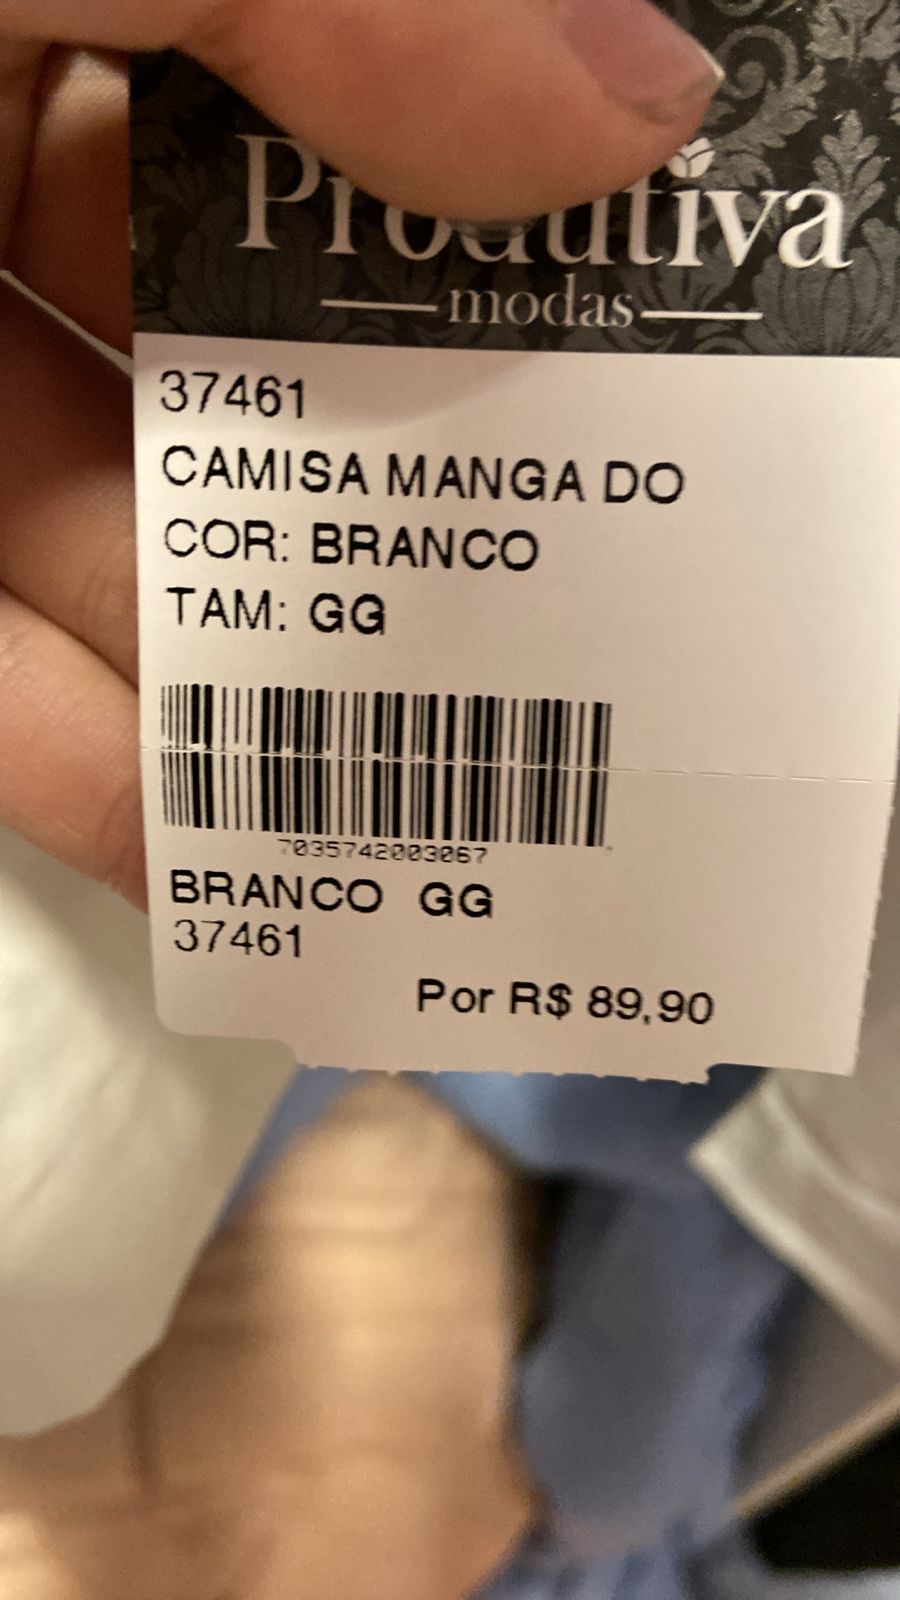 Produtiva
modas
37461
CAMISA MANGA DO
COR: BRANCO
TAM: GG
7035742003067
BRANCO GG
37461
Por R$ 89,90